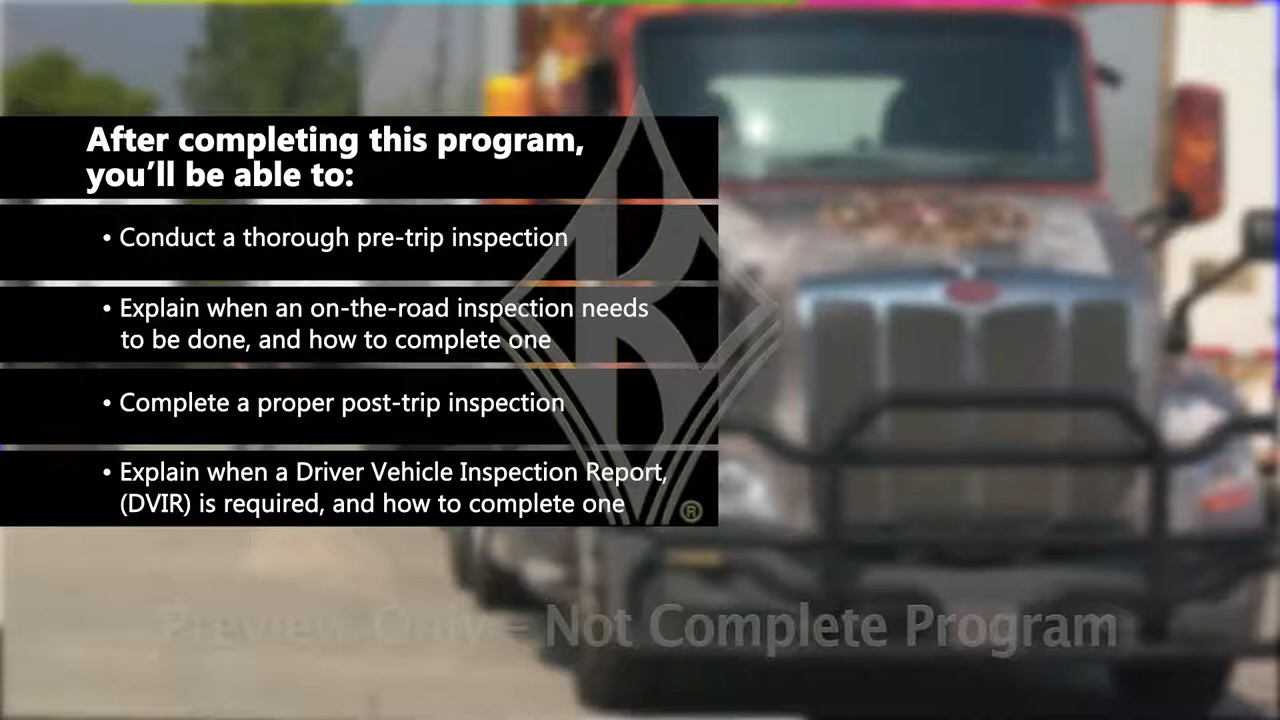 After completing this program,
you'll be able to:
• Conduct a thorough pre-trip inspection
• Explain when an on-the-road inspection needs
to be done, and how to complete one
• Complete a proper post-trip inspection
• Explain when a Driver Vehicle Inspection Report,
(DVIR) is required, and how to complete one
®
Preview Only - Not Complete Program